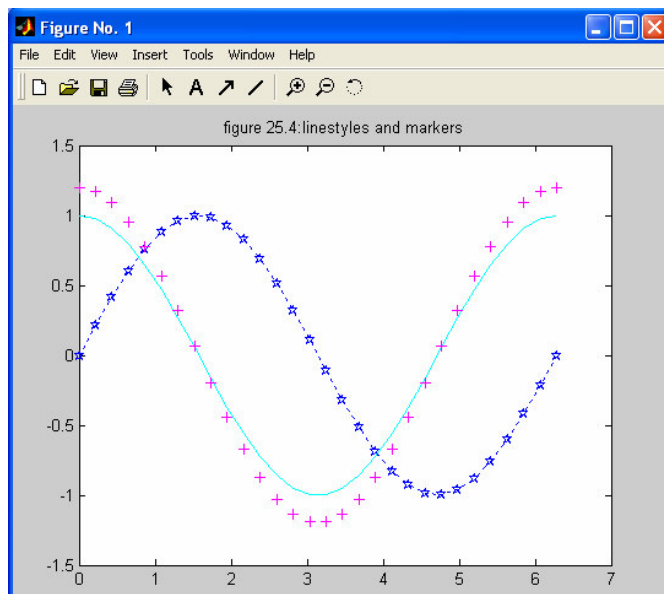 Figure No. 1
File Edit View Insert Tools Window Help
A
figure 25.4:linestyles and markers
1.5
1
0.5
0
-0.5
-1
-1.5
0 1 2 3 4 5 6 7